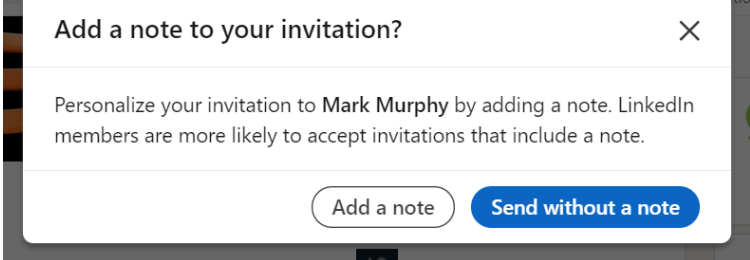 Add a note to your invitation?
Personalize your invitation to Mark Murphy by adding a note. LinkedIn
members are more likely to accept invitations that include a note.
Add a note
Send without a note